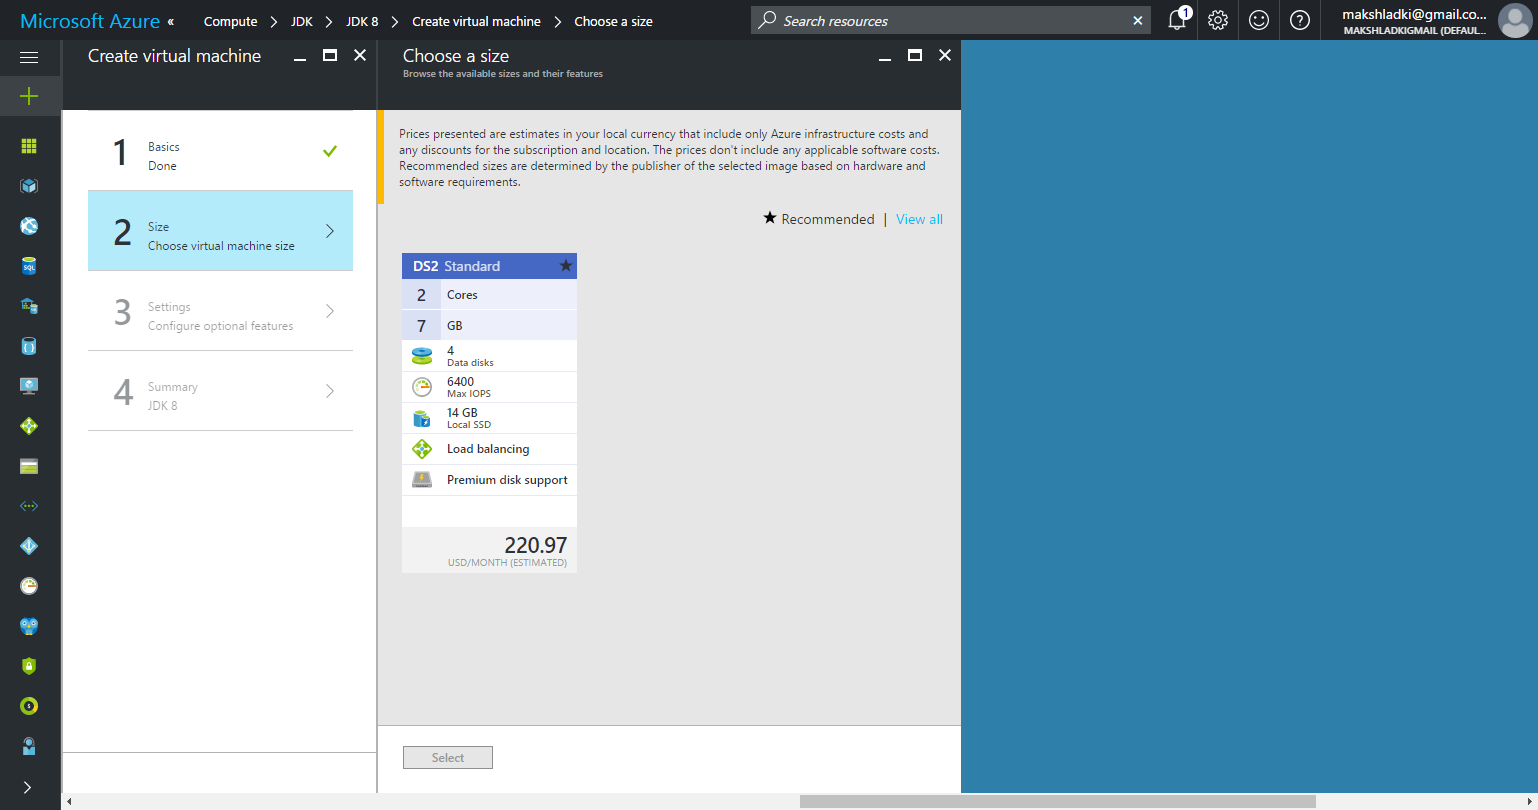 Microsoft Azure «
Compute
JDK
JDK 8
Create virtual machine
Choose a size
Search resources
1
makshladki@gmail.co...
MAKSHLADKIGMAIL (DEFAUL...
Create virtual machine
1
Basics
Done
2
Size
Choose virtual machine size
3
Settings
Configure optional features
4
Summary
JDK 8
Choose a size
Browse the available sizes and their features
Prices presented are estimates in your local currency that include only Azure infrastructure costs and
any discounts for the subscription and location. The prices don't include any applicable software costs.
Recommended sizes are determined by the publisher of the selected image based on hardware and
software requirements.
★ Recommended | View all
DS2 Standard ★
2 Cores
7 GB
4
Data disks
6400
Max IOPS
14 GB
Local SSD
Load balancing
Premium disk support
220.97
USD/MONTH (ESTIMATED)
Select
SQL